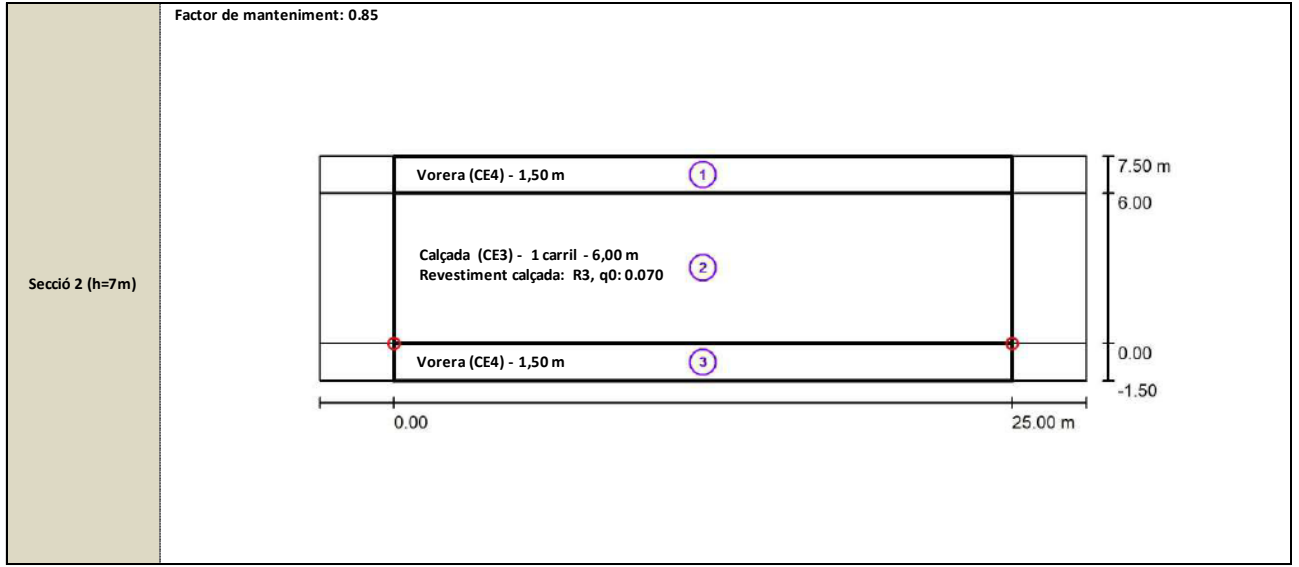 Factor de manteniment: 0.85
Secció 2 (h=7m)
Vorera (CE4) - 1,50 m
1
7.50 m
6.00
Calçada (CE3) - 1 carril - 6,00 m
Revestiment calçada: R3, q0: 0.070
2
Vorera (CE4) - 1,50 m
3
0.00
-1.50
0.00
25.00 m